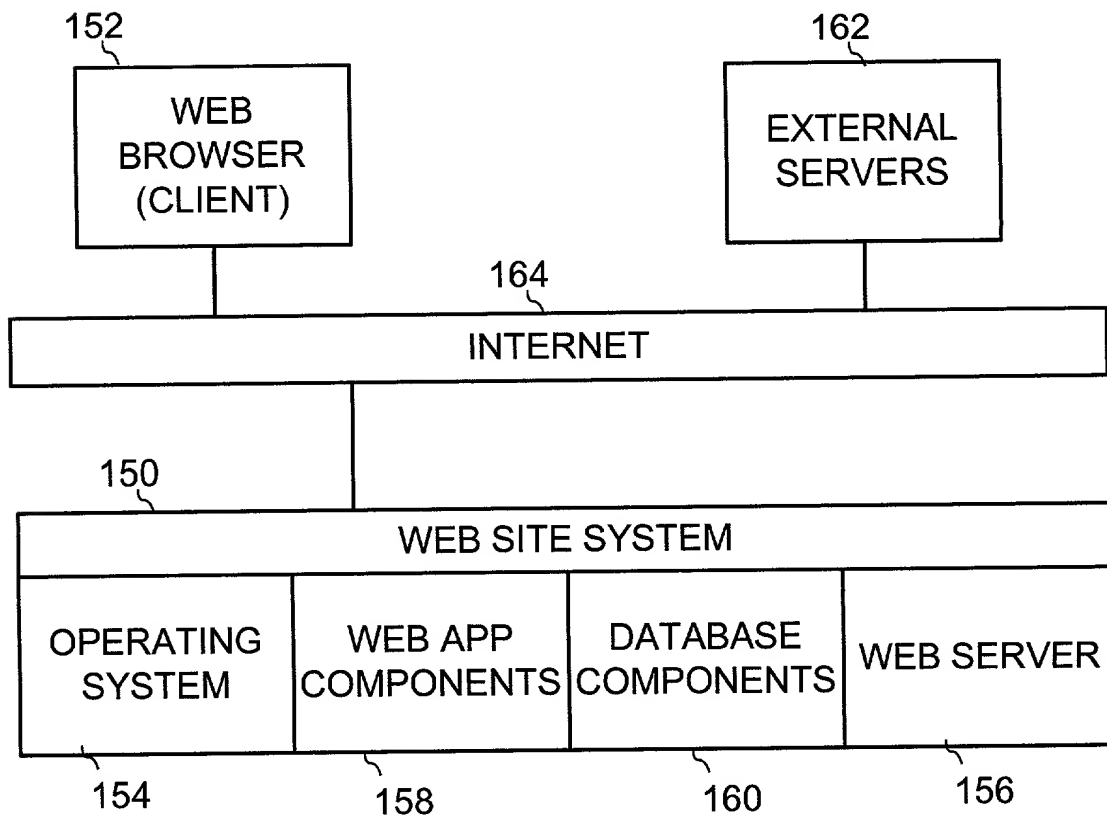 152
WEB
BROWSER
(CLIENT)
162
EXTERNAL
SERVERS
164
INTERNET
150
WEB SITE SYSTEM
OPERATING
SYSTEM
WEB APP
COMPONENTS
DATABASE
COMPONENTS
WEB SERVER
154
158
160
156